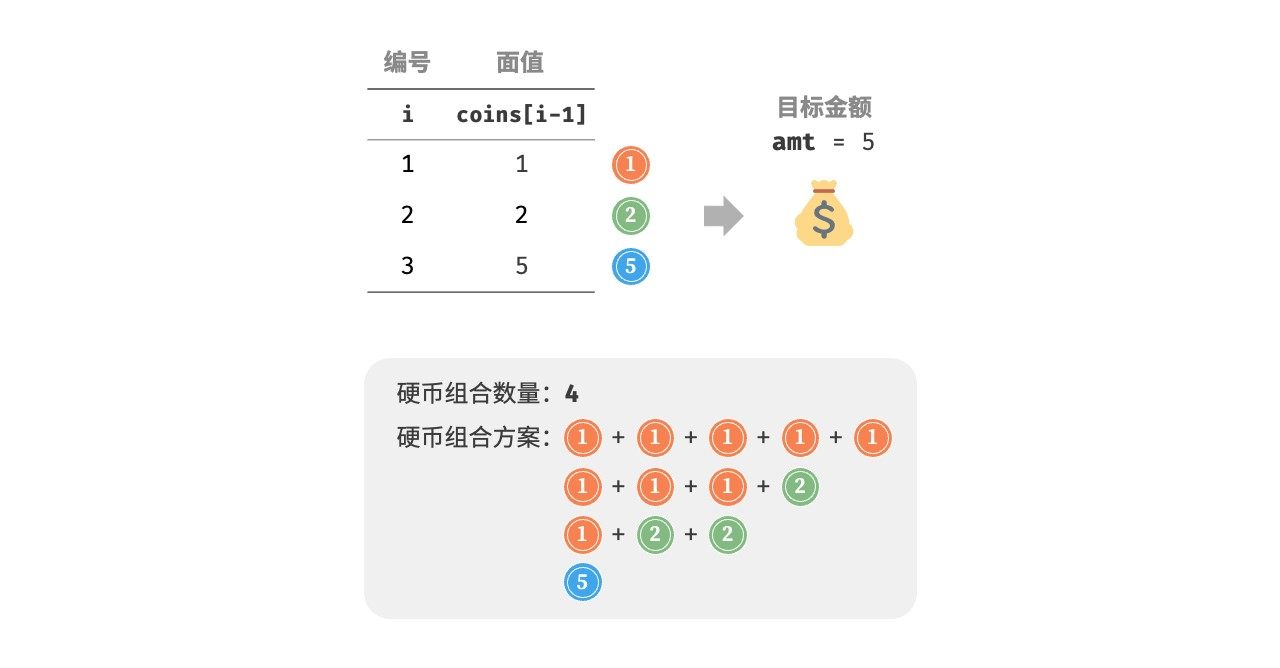 编号 面值
i coins[i-1]
1 1 1
2 2 2
3 5 5
目标金额
amt = 5
$
硬币组合数量：4
硬币组合方案：1 + 1 + 1 + 1 + 1
1 + 1 + 1 + 2
1 + 2 + 2
5